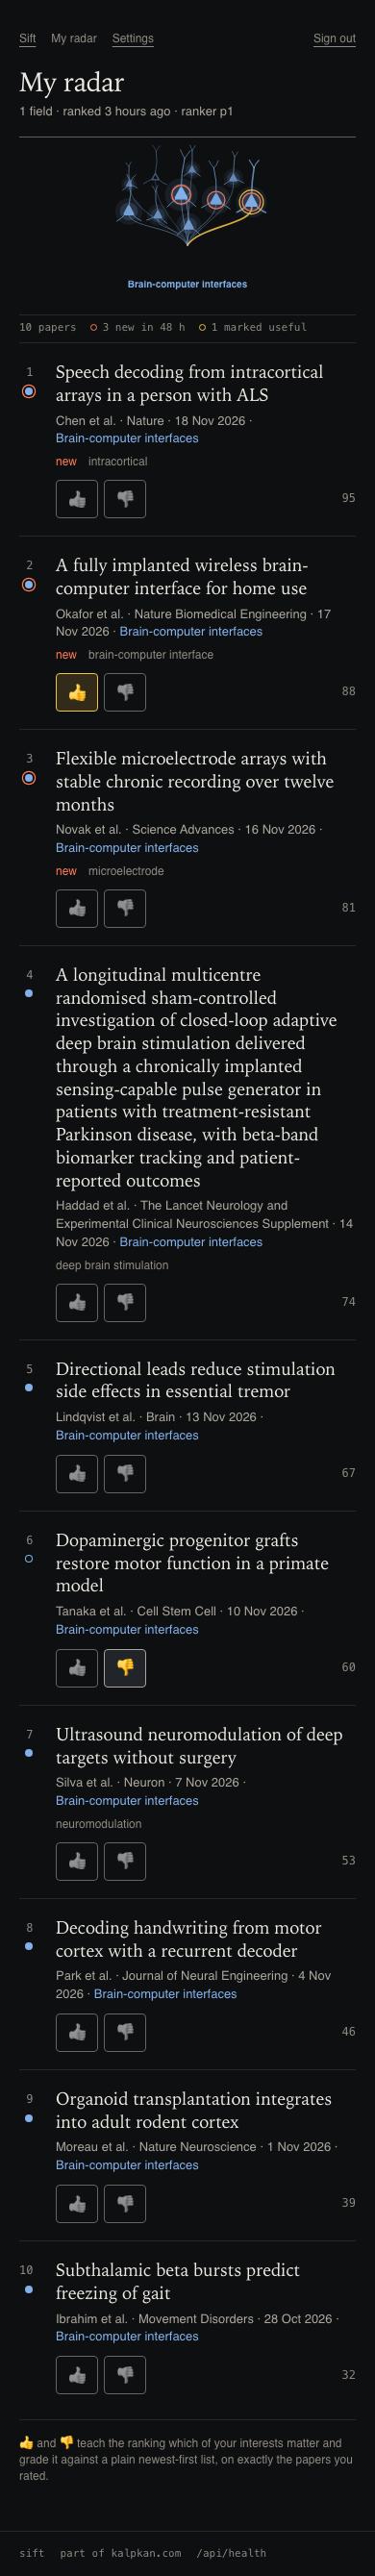 Sift My radar Settings Sign out
My radar
1 field · ranked 3 hours ago · ranker p1
Brain-computer interfaces
10 papers 3 new in 48 h 1 marked useful
1 Speech decoding from intracortical
arrays in a person with ALS
Chen et al. · Nature · 18 Nov 2026 ·
Brain-computer interfaces
new intracortical
👍 👎 95
2 A fully implanted wireless brain-
computer interface for home use
Okafor et al. · Nature Biomedical Engineering · 17
Nov 2026 · Brain-computer interfaces
new brain-computer interface
👍 👎 88
3 Flexible microelectrode arrays with
stable chronic recording over twelve
months
Novak et al. · Science Advances · 16 Nov 2026 ·
Brain-computer interfaces
new microelectrode
👍 👎 81
4 A longitudinal multicentre
randomised sham-controlled
investigation of closed-loop adaptive
deep brain stimulation delivered
through a chronically implanted
sensing-capable pulse generator in
patients with treatment-resistant
Parkinson disease, with beta-band
biomarker tracking and patient-
reported outcomes
Haddad et al. · The Lancet Neurology and
Experimental Clinical Neurosciences Supplement · 14
Nov 2026 · Brain-computer interfaces
deep brain stimulation
👍 👎 74
5 Directional leads reduce stimulation
side effects in essential tremor
Lindqvist et al. · Brain · 13 Nov 2026 ·
Brain-computer interfaces
👍 👎 67
6 Dopaminergic progenitor grafts
restore motor function in a primate
model
Tanaka et al. · Cell Stem Cell · 10 Nov 2026 ·
Brain-computer interfaces
👍 👎 60
7 Ultrasound neuromodulation of deep
targets without surgery
Silva et al. · Neuron · 7 Nov 2026 ·
Brain-computer interfaces
neuromodulation
👍 👎 53
8 Decoding handwriting from motor
cortex with a recurrent decoder
Park et al. · Journal of Neural Engineering · 4 Nov
2026 · Brain-computer interfaces
👍 👎 46
9 Organoid transplantation integrates
into adult rodent cortex
Moreau et al. · Nature Neuroscience · 1 Nov 2026 ·
Brain-computer interfaces
👍 👎 39
10 Subthalamic beta bursts predict
freezing of gait
Ibrahim et al. · Movement Disorders · 28 Oct 2026 ·
Brain-computer interfaces
👍 👎 32
👍 and 👎 teach the ranking which of your interests matter and
grade it against a plain newest-first list, on exactly the papers you
rated.
sift part of kalpkan.com /api/health